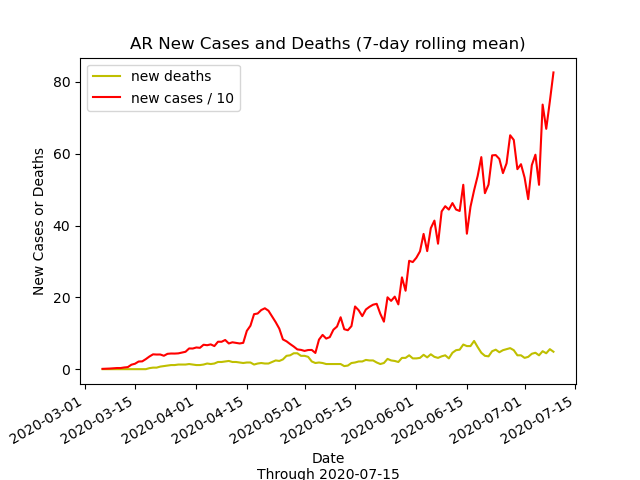 AR New Cases and Deaths (7-day rolling mean)
new deaths
new cases / 10
80
60
40
20
0
New Cases or Deaths
2020-03-01
2020-03-15
2020-04-01
2020-04-15
2020-05-01
2020-05-15
2020-06-01
2020-06-15
2020-07-01
2020-07-15
Date
Through 2020-07-15